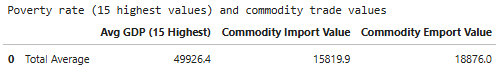 Poverty rate (15 highest values) and commodity trade values
Avg GDP (15 Highest) Commodity Import Value Commodity Emport Value
0 Total Average 49926.4 15819.9 18876.0